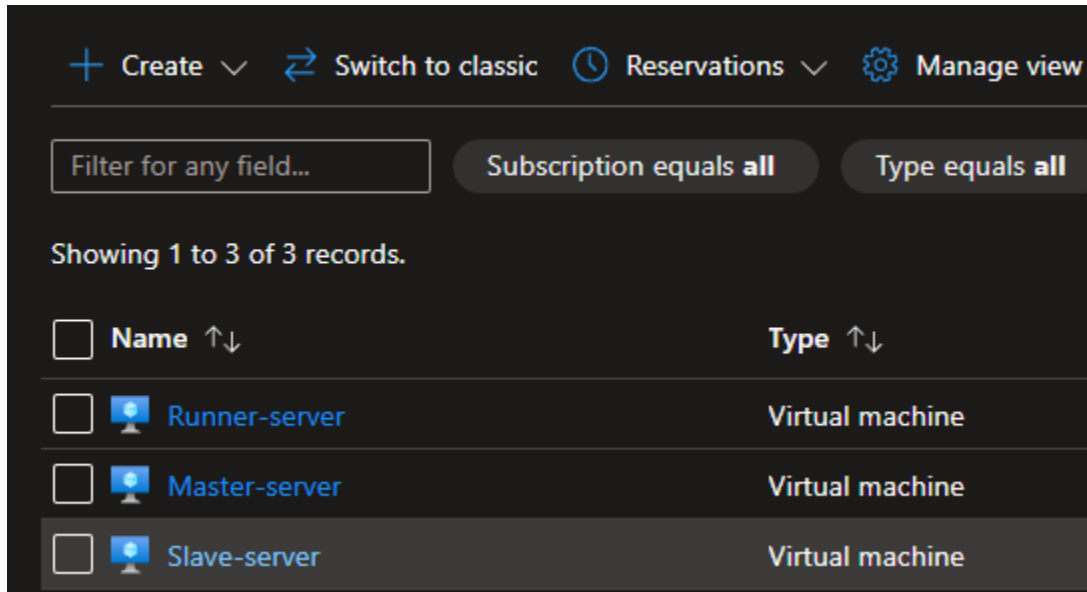 Create Switch to classic Reservations Manage view
Filter for any field... Subscription equals all Type equals all
Showing 1 to 3 of 3 records.
Name ↑↓ Type ↑↓
Runner-server Virtual machine
Master-server Virtual machine
Slave-server Virtual machine